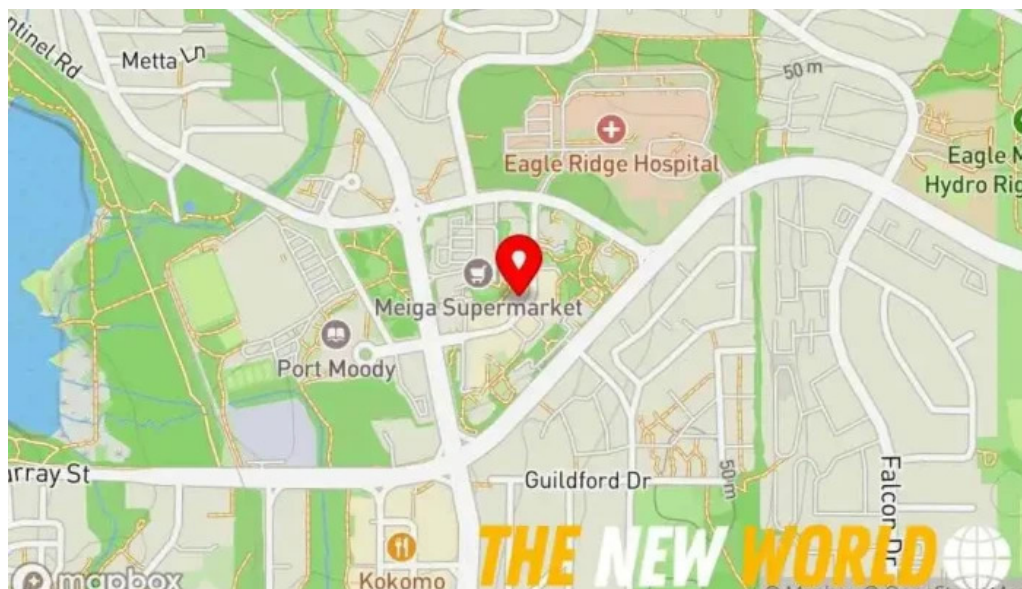 ntinel Rd
Metta Ln
50 m
Eagle Ridge Hospital
Eagle M
Hydro Rig
Meiga Supermarket
Port Moody
rray St
Guildford Dr
50 m
Falcon Dr
THE NEW WORLD
Kokomo
mapbox